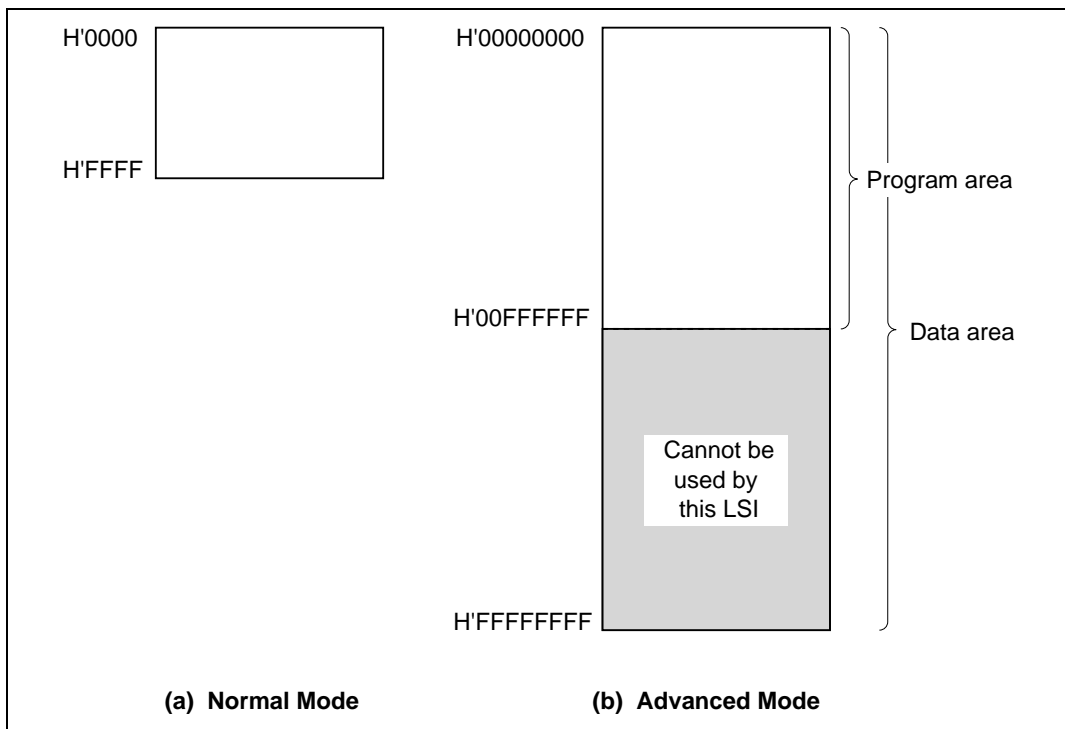 H'0000
H'FFFF
H'00000000
H'00FFFFFF
H'FFFFFFFF
Program area
Data area
Cannot be
used by
this LSI
(a) Normal Mode
(b) Advanced Mode